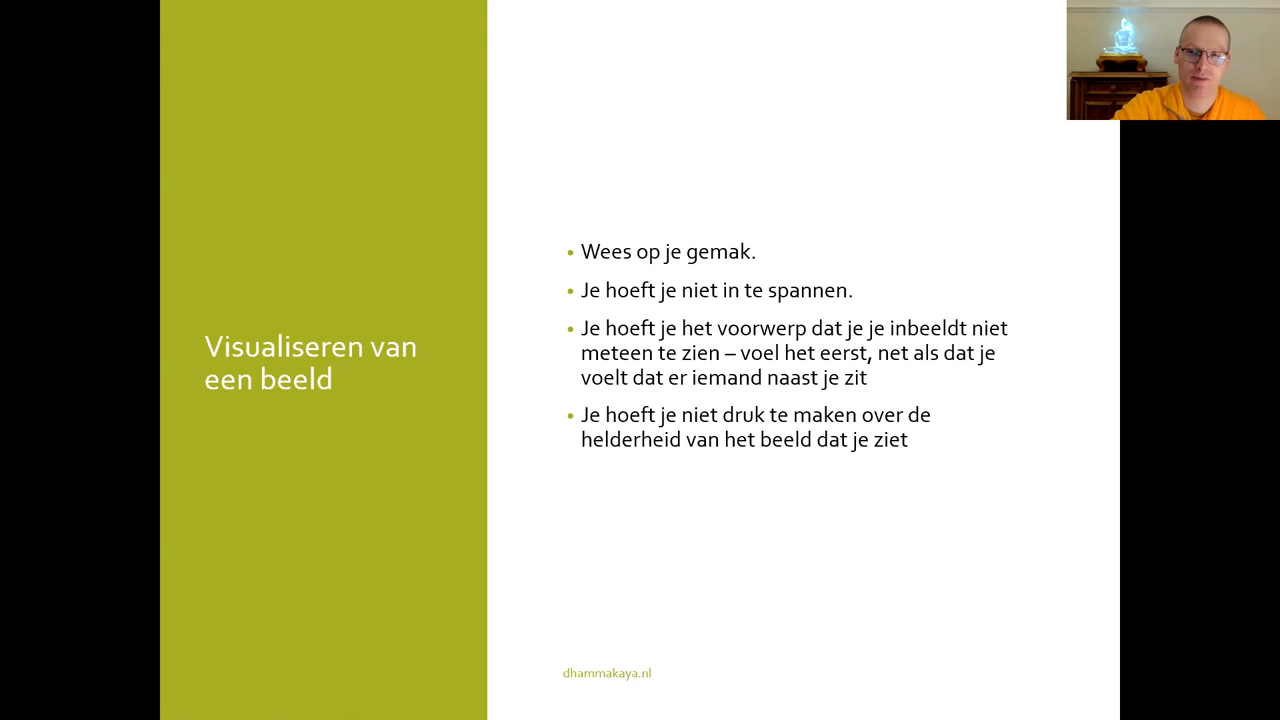 Visualiseren van
een beeld
• Wees op je gemak.
• Je hoeft je niet in te spannen.
• Je hoeft je het voorwerp dat je je inbeeldt niet
meteen te zien – voel het eerst, net als dat je
voelt dat er iemand naast je zit
• Je hoeft je niet druk te maken over de
helderheid van het beeld dat je ziet
dhammakaya.nl